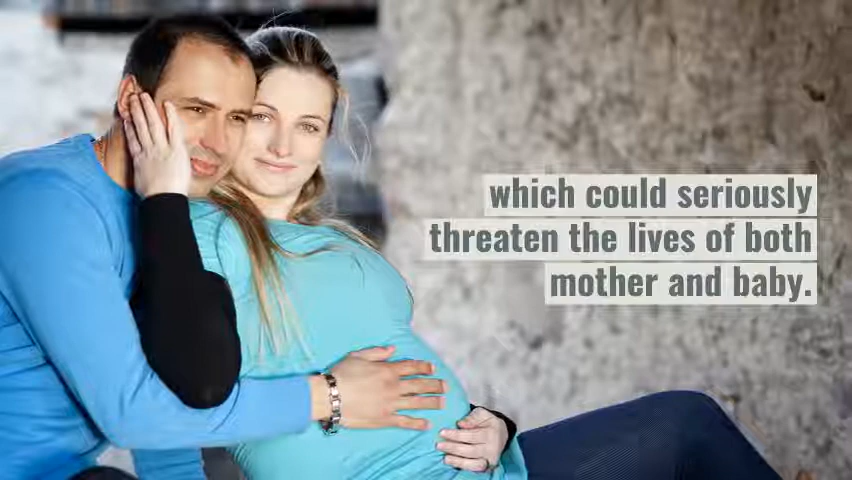 which could seriously
threaten the lives of both
mother and baby.